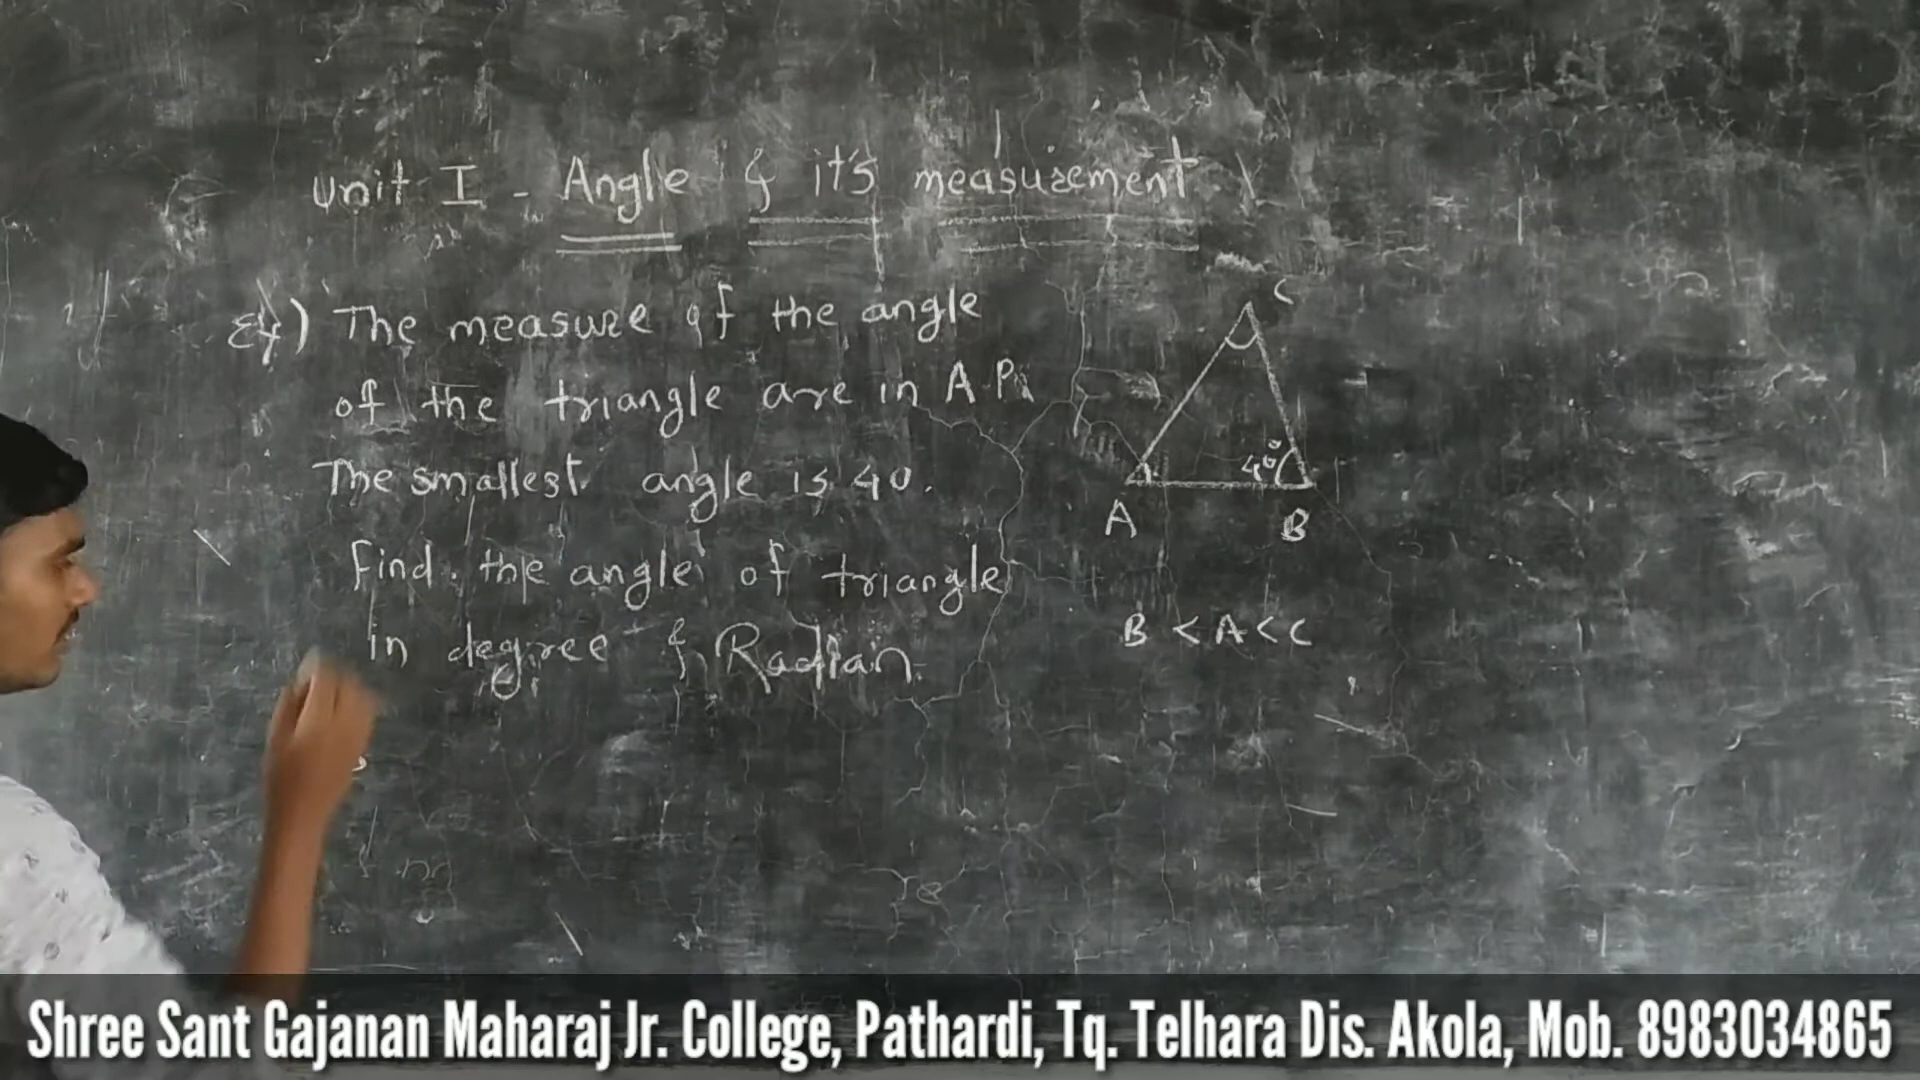 Unit I - Angle & it's measurement
Ex) The measure of the angle
of the triangle are in A.P.
The smallest angle is 40.
Find the angle of triangle
in degree & Radian.
C
40°
A B
B < A < C
Shree Sant Gajanan Maharaj Jr. College, Pathardi, Tq. Telhara Dis. Akola, Mob. 8983034865